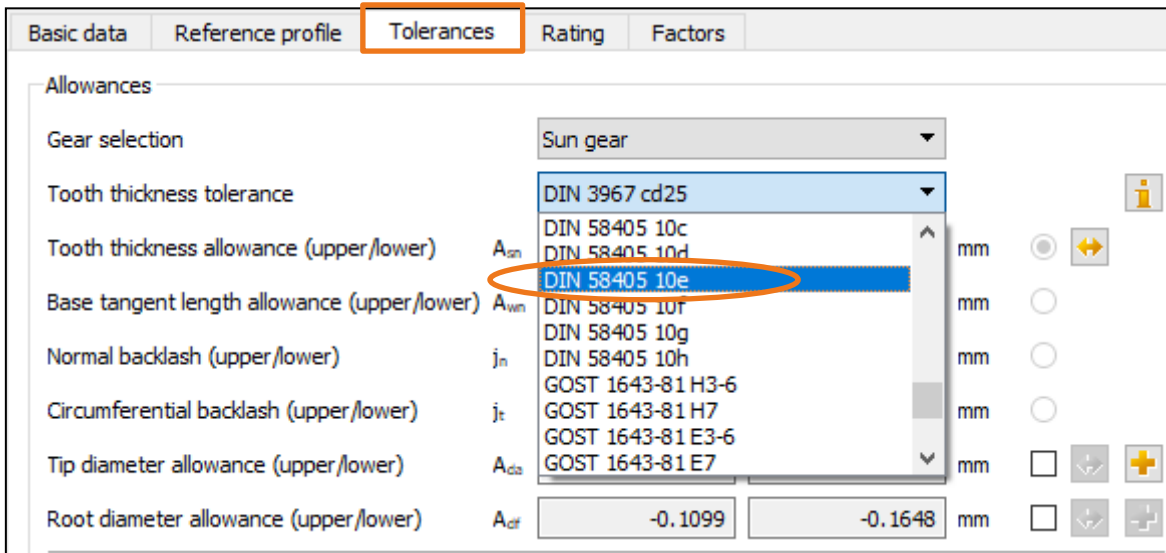 Basic data Reference profile Tolerances Rating Factors
Allowances
Gear selection Sun gear
Tooth thickness tolerance DIN 3967 cd25
DIN 58405 10c
Tooth thickness allowance (upper/lower) Asn DIN 58405 10d mm
DIN 58405 10e
Base tangent length allowance (upper/lower) Awn DIN 58405 10f mm
DIN 58405 10g
Normal backlash (upper/lower) jn DIN 58405 10h mm
GOST 1643-81 H3-6
Circumferential backlash (upper/lower) jt GOST 1643-81 H7 mm
GOST 1643-81 E3-6
Tip diameter allowance (upper/lower) Ada GOST 1643-81 E7 mm
Root diameter allowance (upper/lower) Adf -0.1099 -0.1648 mm